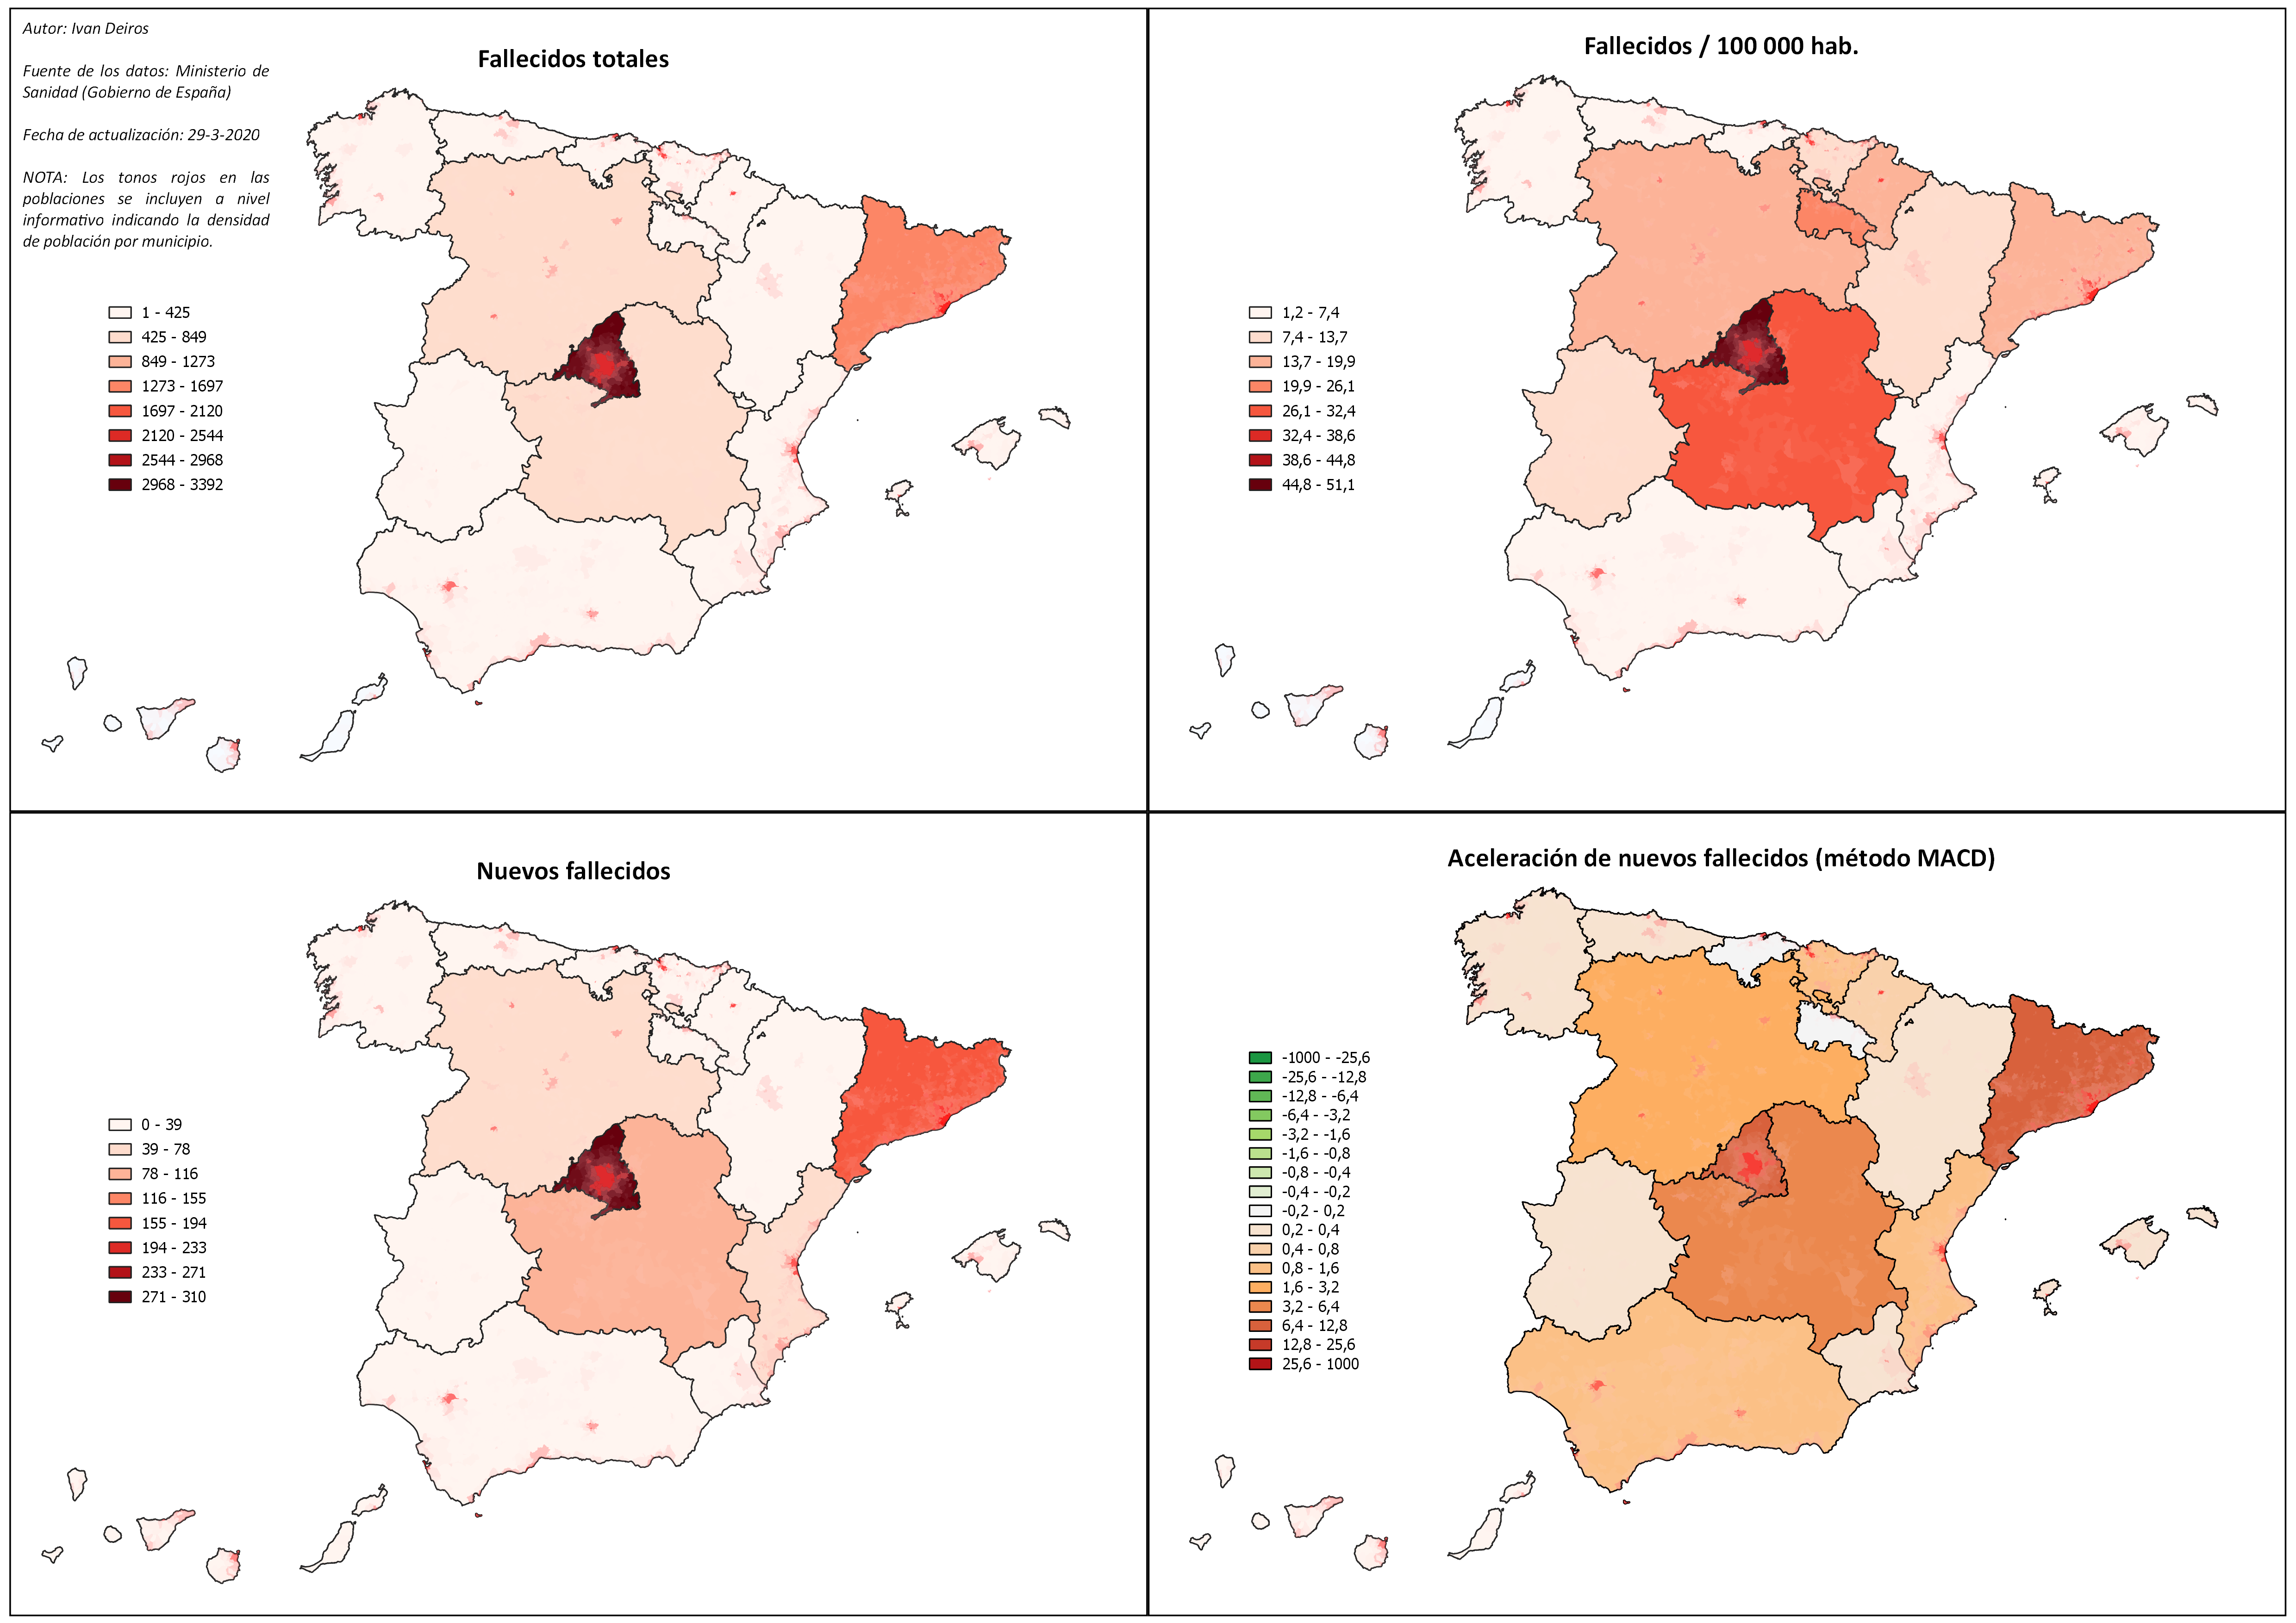 Autor: Ivan Deiros
Fuente de los datos: Ministerio de
Sanidad (Gobierno de España)
Fecha de actualización: 29-3-2020
NOTA: Los tonos rojos en las
poblaciones se incluyen a nivel
informativo indicando la densidad
de población por municipio.
Fallecidos totales
1 - 425
425 - 849
849 - 1273
1273 - 1697
1697 - 2120
2120 - 2544
2544 - 2968
2968 - 3392
Fallecidos / 100 000 hab.
1,2 - 7,4
7,4 - 13,7
13,7 - 19,9
19,9 - 26,1
26,1 - 32,4
32,4 - 38,6
38,6 - 44,8
44,8 - 51,1
Nuevos fallecidos
0 - 39
39 - 78
78 - 116
116 - 155
155 - 194
194 - 233
233 - 271
271 - 310
Aceleración de nuevos fallecidos (método MACD)
-1000 - -25,6
-25,6 - -12,8
-12,8 - -6,4
-6,4 - -3,2
-3,2 - -1,6
-1,6 - -0,8
-0,8 - -0,4
-0,4 - -0,2
-0,2 - 0,2
0,2 - 0,4
0,4 - 0,8
0,8 - 1,6
1,6 - 3,2
3,2 - 6,4
6,4 - 12,8
12,8 - 25,6
25,6 - 1000